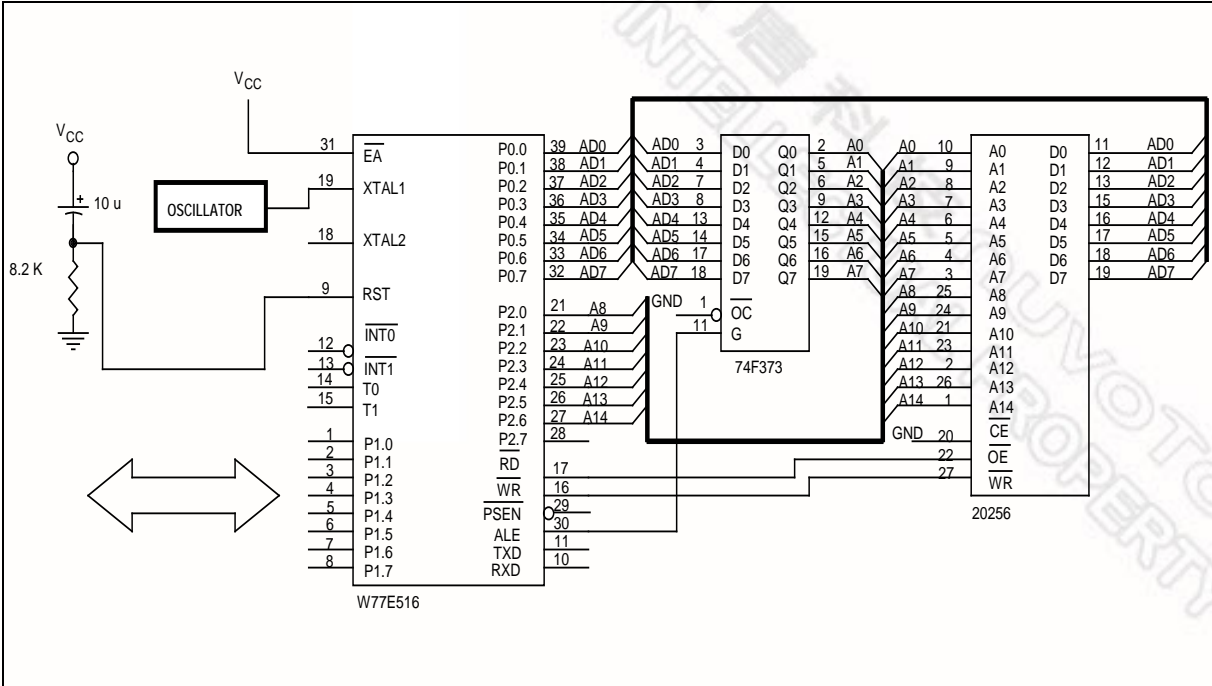 VCC
VCC
+
10 u
8.2 K
OSCILLATOR
31 EA
19 XTAL1
18 XTAL2
9 RST
12 INT0
13 INT1
14 T0
15 T1
1 P1.0
2 P1.1
3 P1.2
4 P1.3
5 P1.4
6 P1.5
7 P1.6
8 P1.7
P0.0 39 AD0
P0.1 38 AD1
P0.2 37 AD2
P0.3 36 AD3
P0.4 35 AD4
P0.5 34 AD5
P0.6 33 AD6
P0.7 32 AD7
P2.0 21 A8
P2.1 22 A9
P2.2 23 A10
P2.3 24 A11
P2.4 25 A12
P2.5 26 A13
P2.6 27 A14
P2.7 28
RD 17
WR 16
PSEN 29
ALE 30
TXD 11
RXD 10
W77E516
AD0 3 D0 Q0 2 A0
AD1 4 D1 Q1 5 A1
AD2 7 D2 Q2 6 A2
AD3 8 D3 Q3 9 A3
AD4 13 D4 Q4 12 A4
AD5 14 D5 Q5 15 A5
AD6 17 D6 Q6 16 A6
AD7 18 D7 Q7 19 A7
GND 1 OC
11 G
74F373
A0 10 A0 D0 11 AD0
A1 9 A1 D1 12 AD1
A2 8 A2 D2 13 AD2
A3 7 A3 D3 15 AD3
A4 6 A4 D4 16 AD4
A5 5 A5 D5 17 AD5
A6 4 A6 D6 18 AD6
A7 3 A7 D7 19 AD7
A8 25 A8
A9 24 A9
A10 21 A10
A11 23 A11
A12 2 A12
A13 26 A13
A14 1 A14
GND 20 CE
22 OE
27 WR
20256
INTELLECTUAL PROPERTY